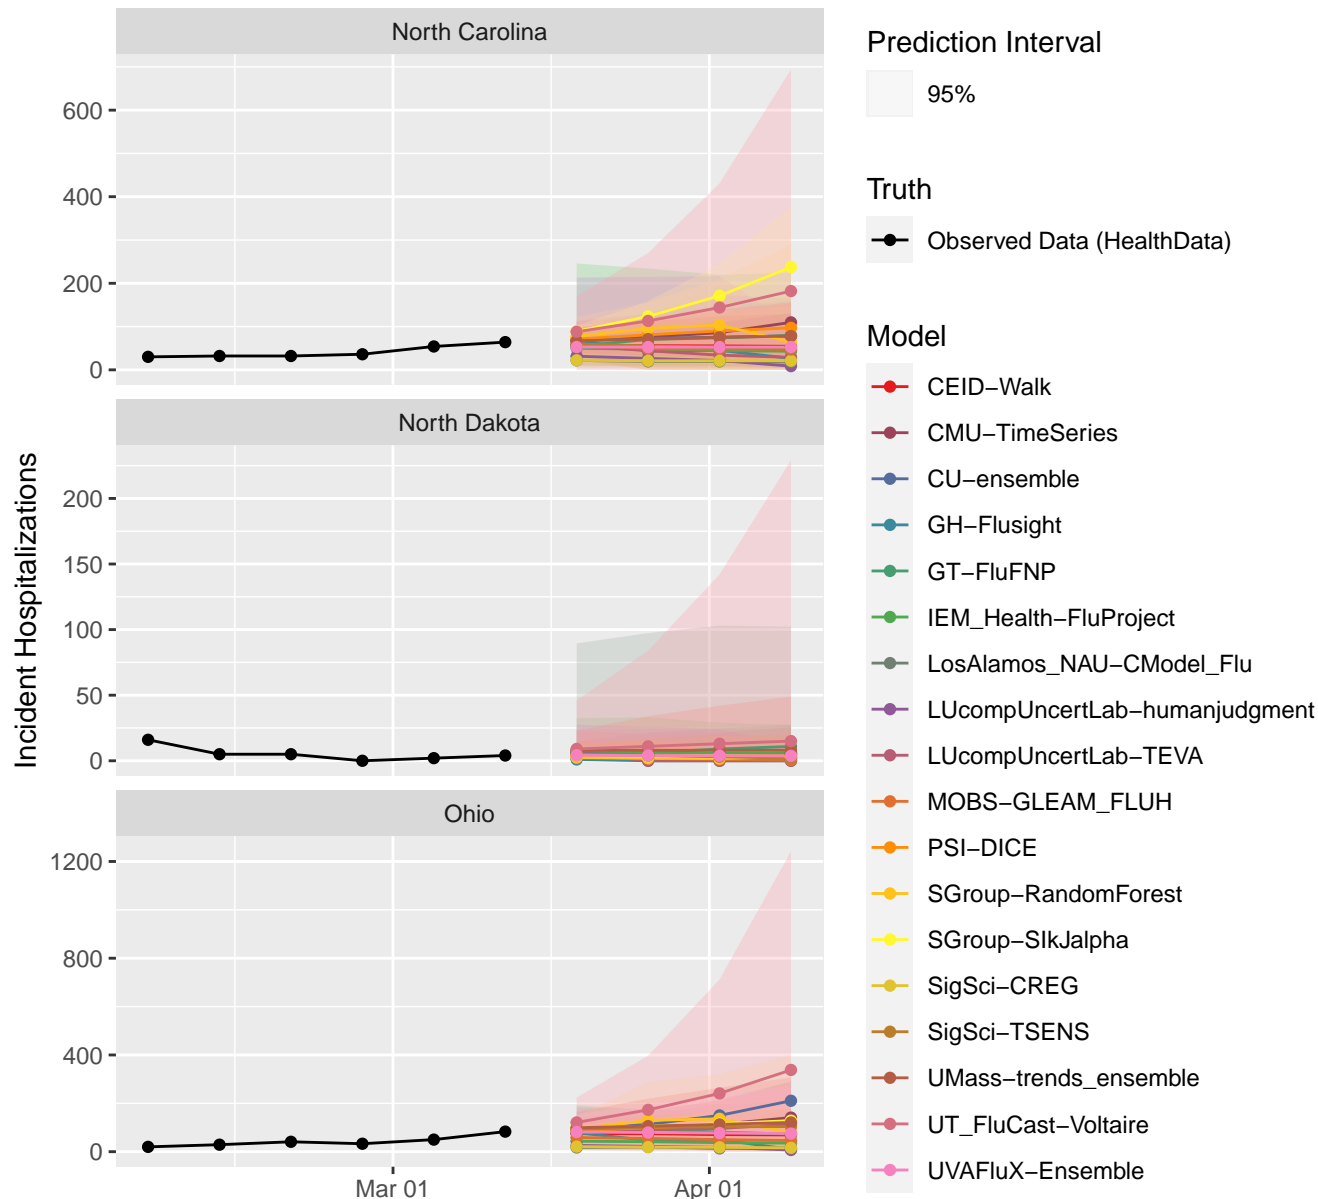 North Carolina
600
400
200
0
North Dakota
200
150
100
50
0
Ohio
1200
800
400
0
Mar 01
Apr 01
Incident Hospitalizations
Prediction Interval
95%
Truth
Observed Data (HealthData)
Model
CEID−Walk
CMU−TimeSeries
CU−ensemble
GH−Flusight
GT−FluFNP
IEM_Health−FluProject
LosAlamos_NAU−CModel_Flu
LUcompUncertLab−humanjudgment
LUcompUncertLab−TEVA
MOBS−GLEAM_FLUH
PSI−DICE
SGroup−RandomForest
SGroup−SIkJalpha
SigSci−CREG
SigSci−TSENS
UMass−trends_ensemble
UT_FluCast−Voltaire
UVAFluX−Ensemble